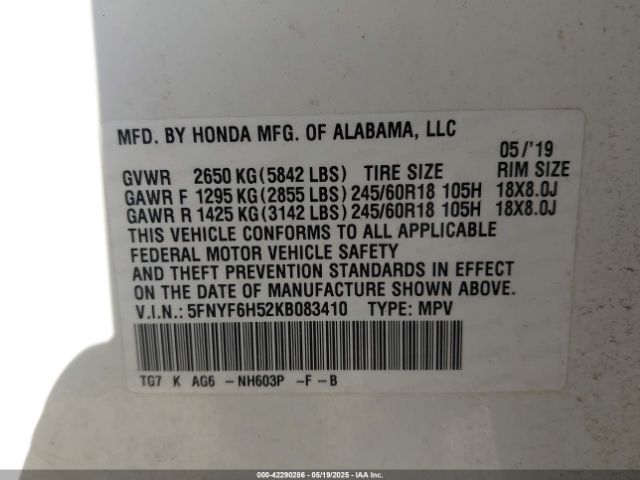 MFD. BY HONDA MFG. OF ALABAMA, LLC
05/'19
GVWR 2650 KG(5842 LBS) TIRE SIZE RIM SIZE
GAWR F 1295 KG(2855 LBS)245/60R18 105H 18X8.0J
GAWR R 1425 KG(3142 LBS)245/60R18 105H 18X8.0J
THIS VEHICLE CONFORMS TO ALL APPLICABLE
FEDERAL MOTOR VEHICLE SAFETY
AND THEFT PREVENTION STANDARDS IN EFFECT
ON THE DATE OF MANUFACTURE SHOWN ABOVE.
V.I.N.: 5FNYF6H52KB083410 TYPE: MPV
TG7 K AG6 -NH603P -F -B
000-42290286 - 05/19/2025 - IAAI, Inc.